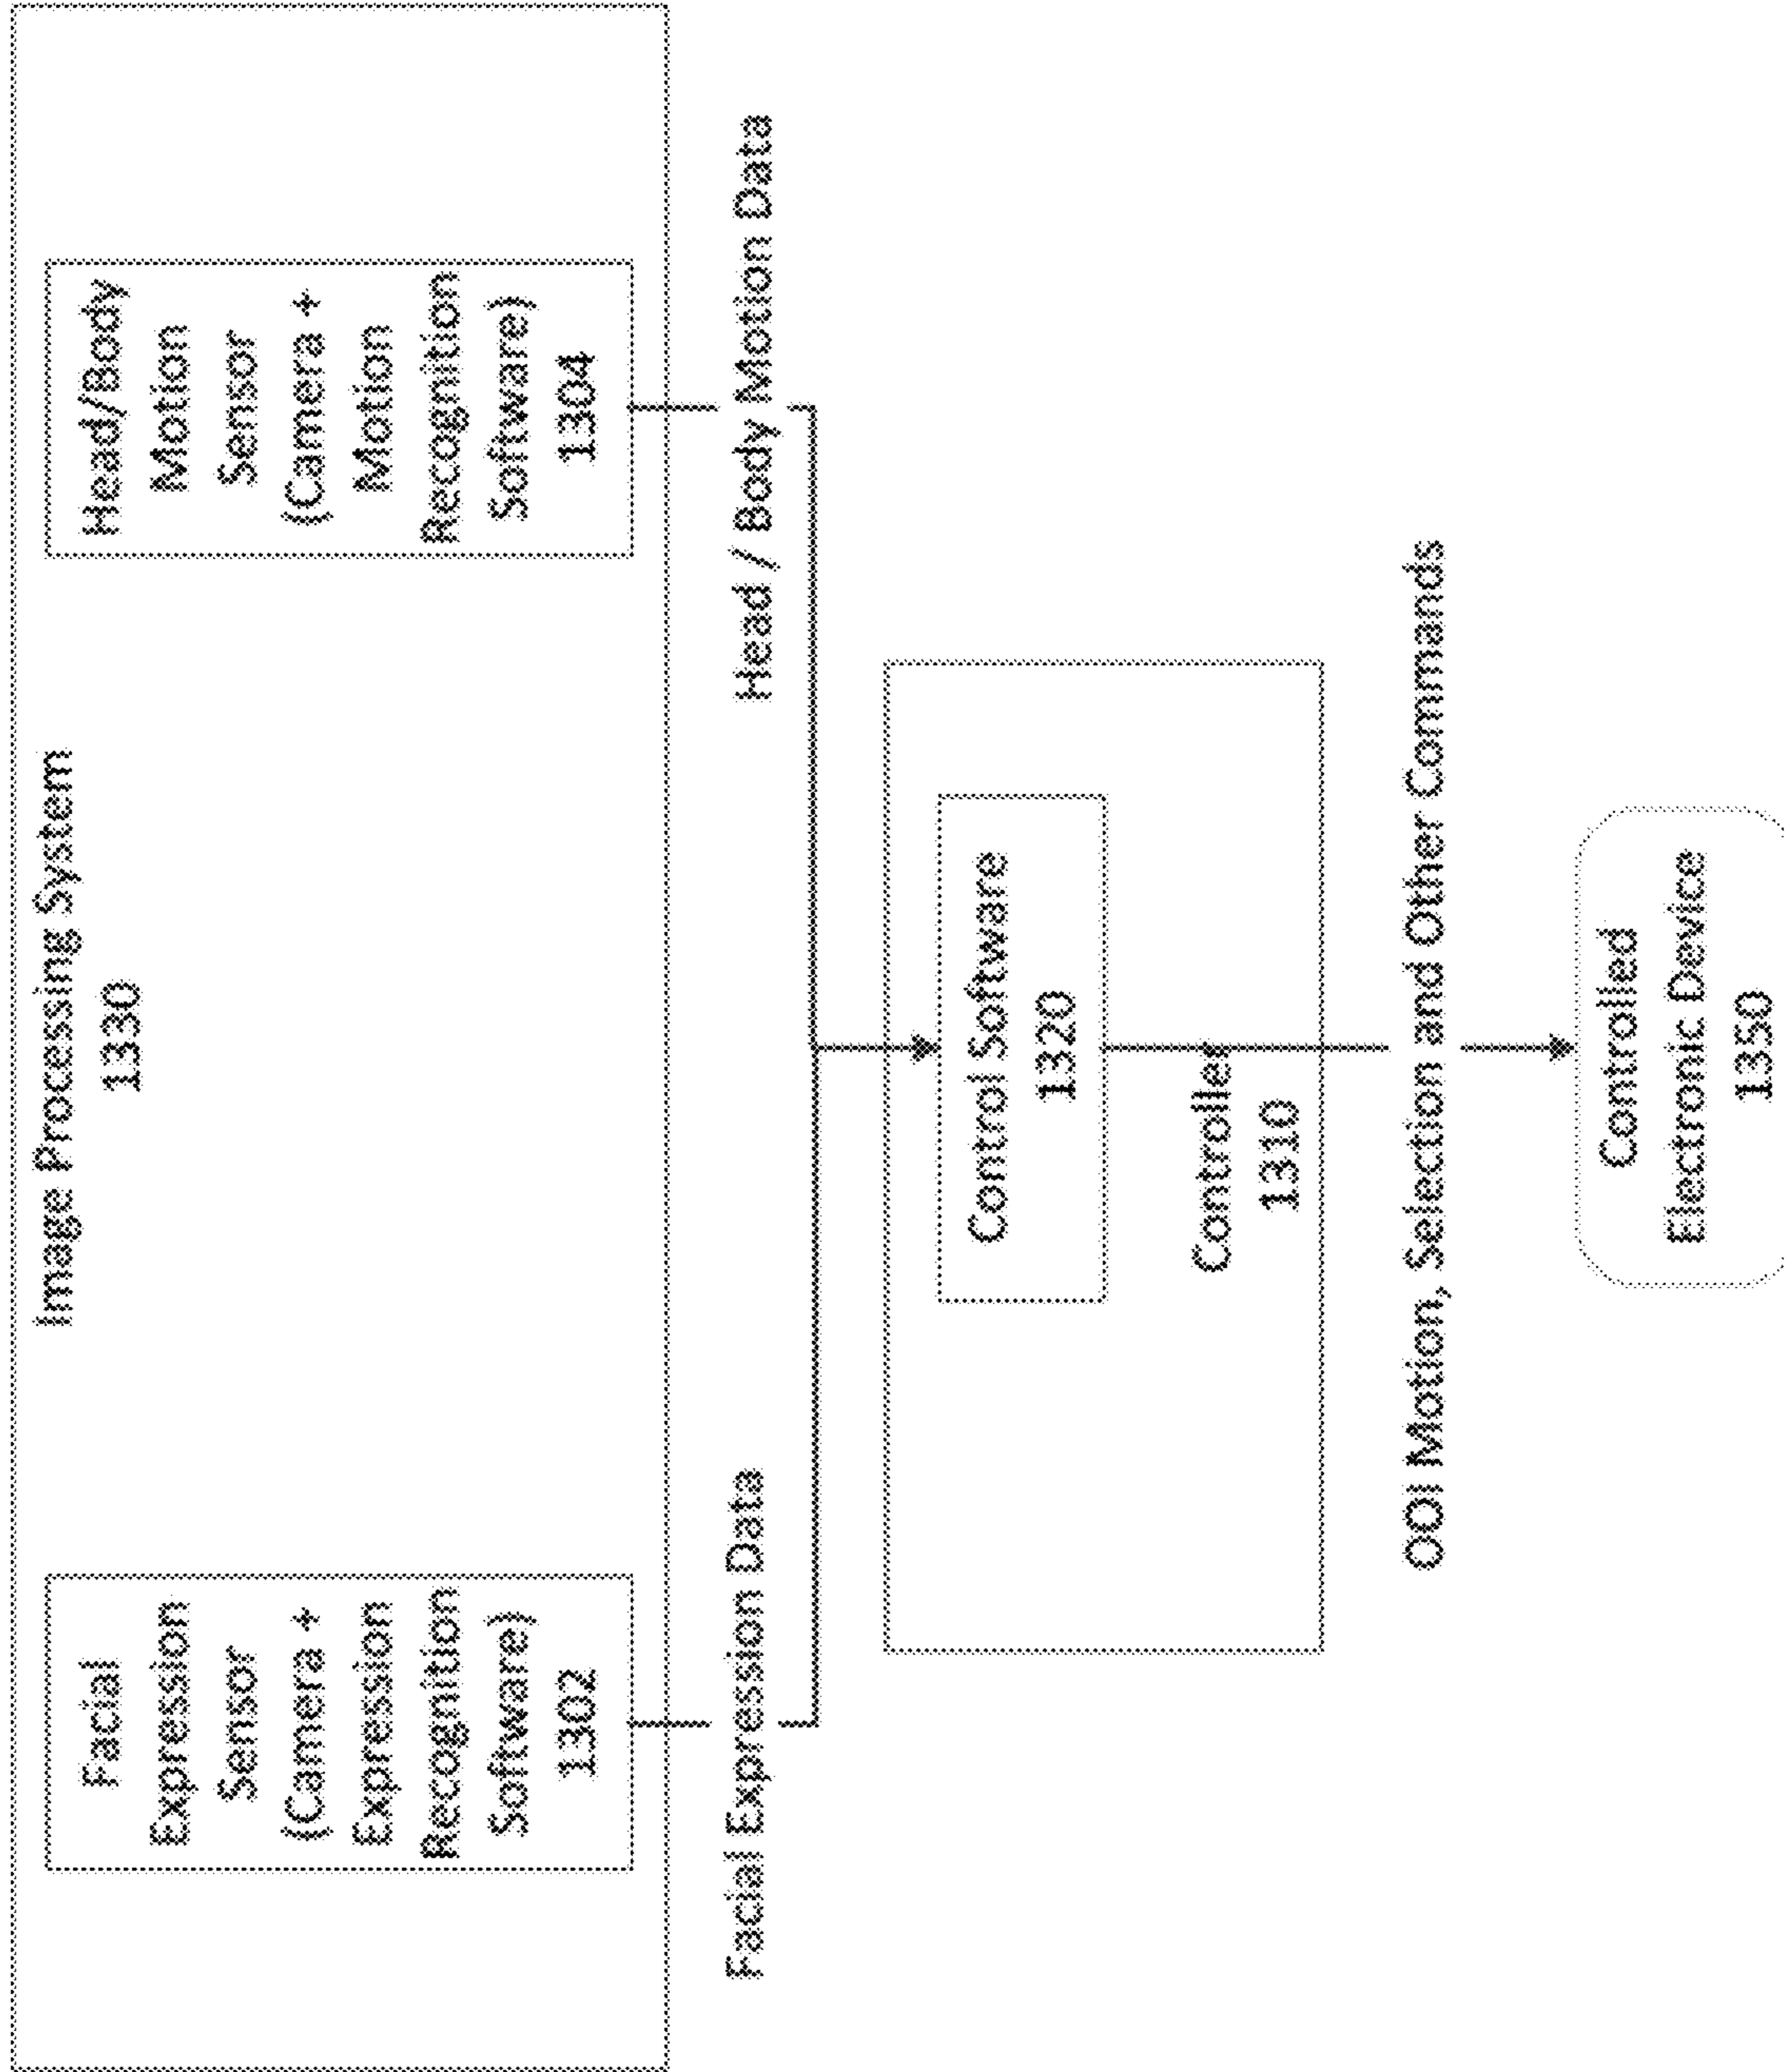 Image Processing System
1330
Facial
Expression
Sensor
(Camera +
Expression
Recognition
Software)
1302
Head/Body
Motion
Sensor
(Camera +
Motion
Recognition
Software)
1304
Facial Expression Data
Head / Body Motion Data
Control Software
1320
Controller
1310
OOI Motion, Selection and Other Commands
Controlled
Electronic Device
1350